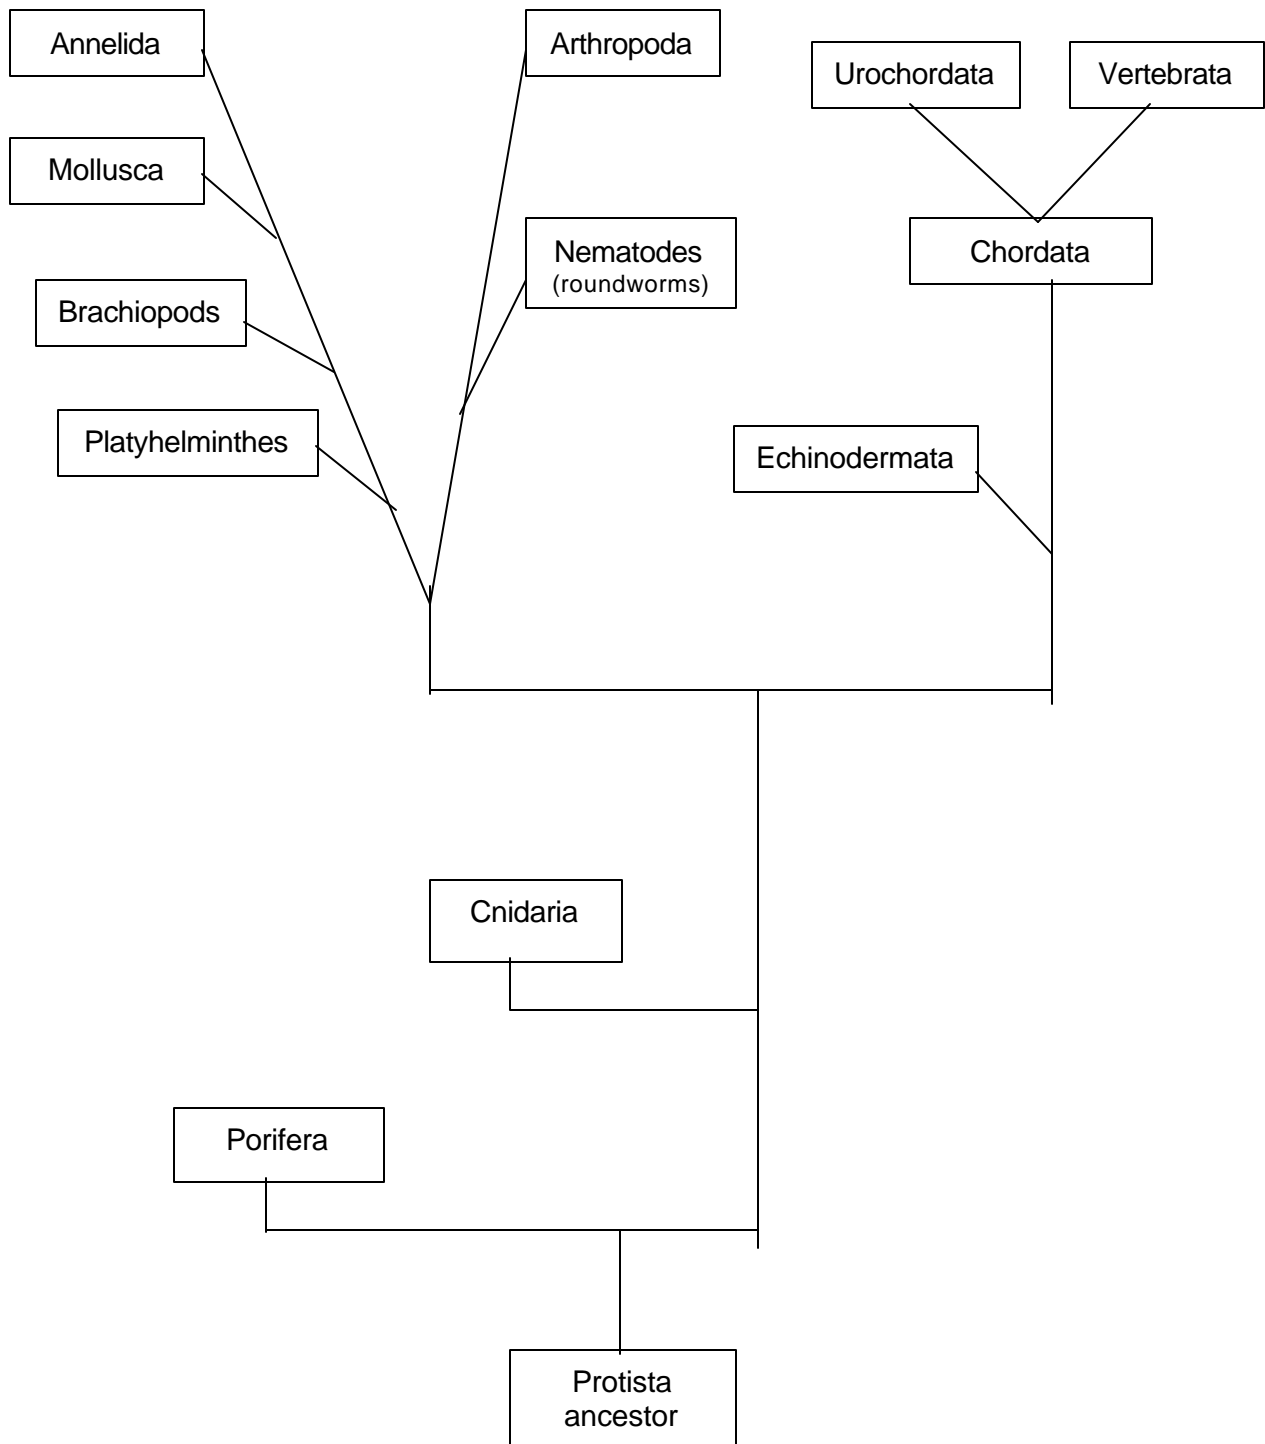 Annelida
Arthropoda
Urochordata
Vertebrata
Mollusca
Nematodes
(roundworms)
Chordata
Brachiopods
Platyhelminthes
Echinodermata
Cnidaria
Porifera
Protista
ancestor